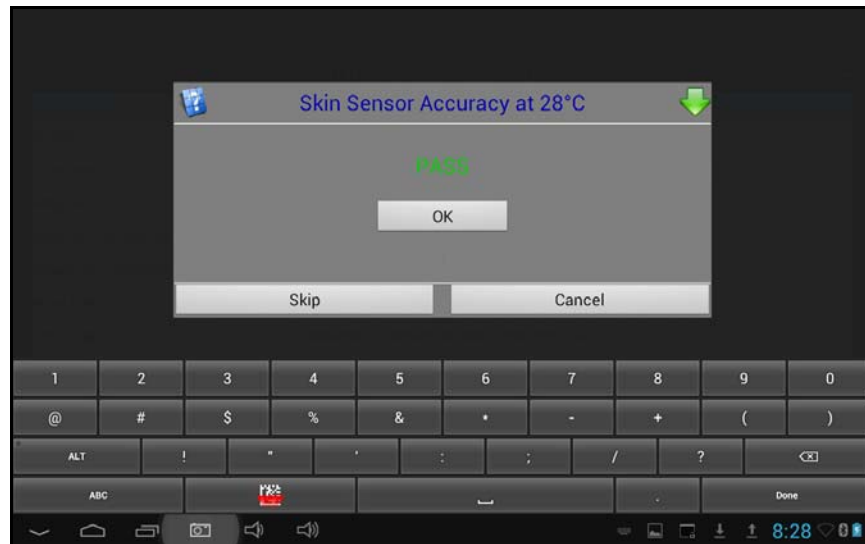 Skin Sensor Accuracy at 28°C
PASS
OK
Skip Cancel
1 2 3 4 5 6 7 8 9 0
@ # $ % & * - + ( )
ALT ! " ' : ; / ?
ABC . Done
8:28